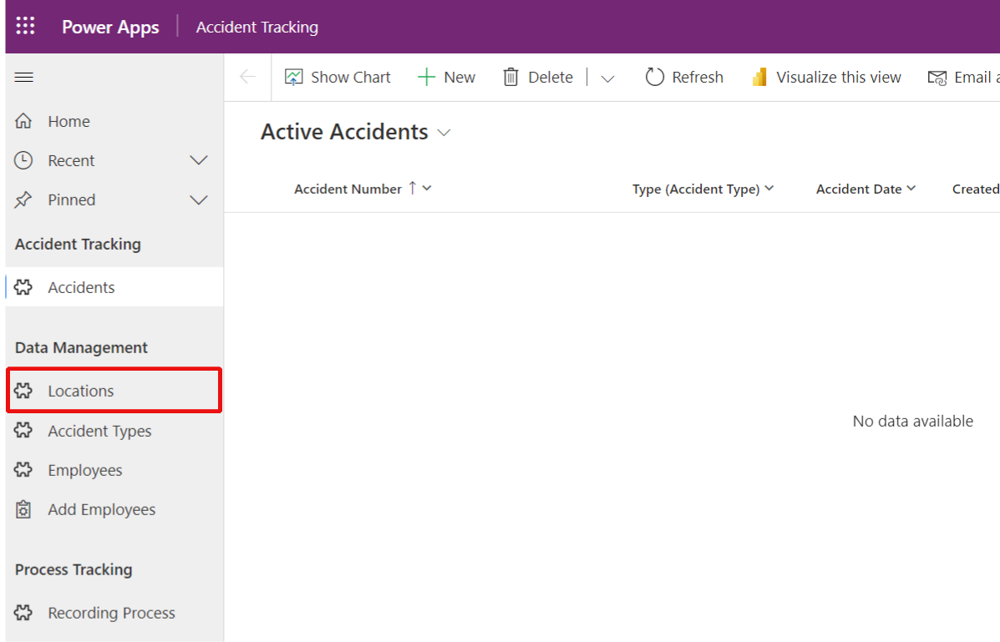 Power Apps Accident Tracking
Show Chart New Delete Refresh Visualize this view Email a
Home
Recent
Pinned
Accident Tracking
Accidents
Data Management
Locations
Accident Types
Employees
Add Employees
Process Tracking
Recording Process
Active Accidents
Accident Number Type (Accident Type) Accident Date Created
No data available